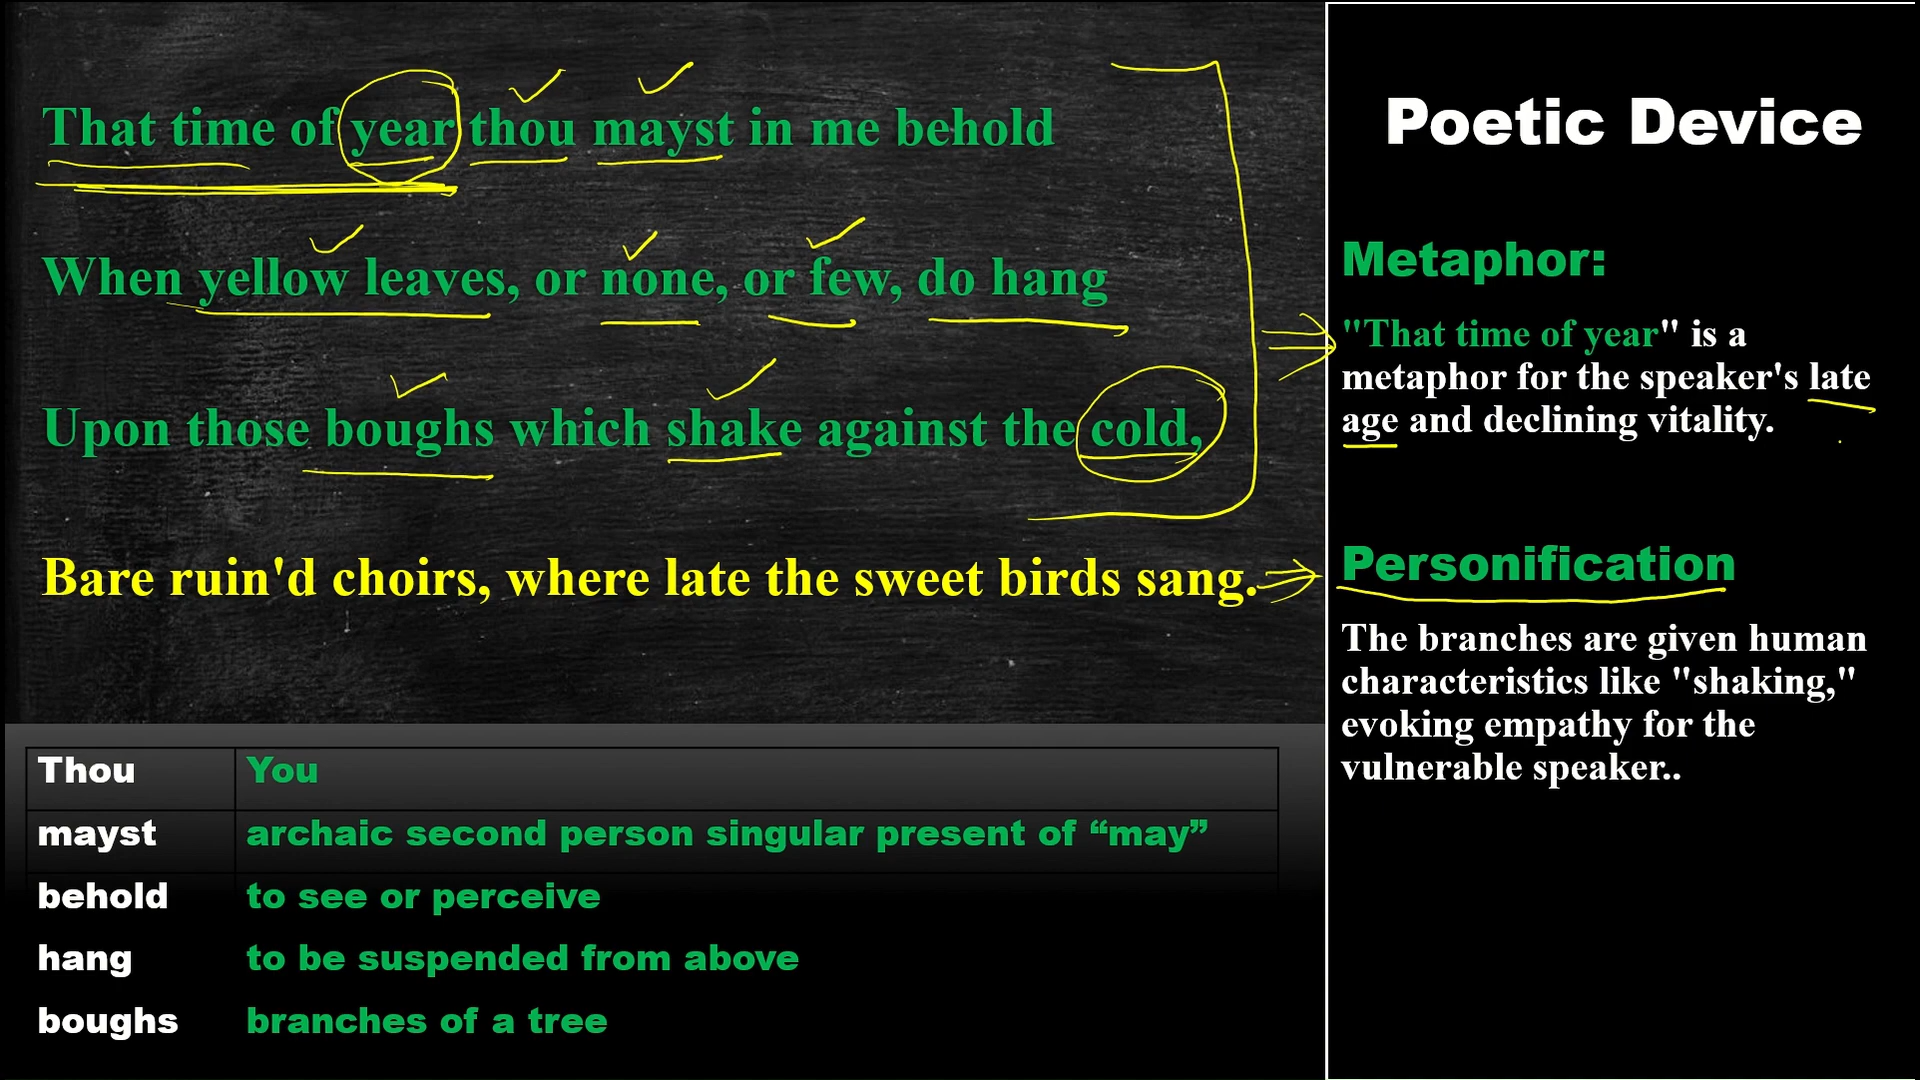 That time of year thou mayst in me behold
When yellow leaves, or none, or few, do hang
Upon those boughs which shake against the cold,
Bare ruin'd choirs, where late the sweet birds sang.
Thou You
mayst archaic second person singular present of “may”
behold to see or perceive
hang to be suspended from above
boughs branches of a tree
Poetic Device
Metaphor:
"That time of year" is a
metaphor for the speaker's late
age and declining vitality.
Personification
The branches are given human
characteristics like "shaking,"
evoking empathy for the
vulnerable speaker..